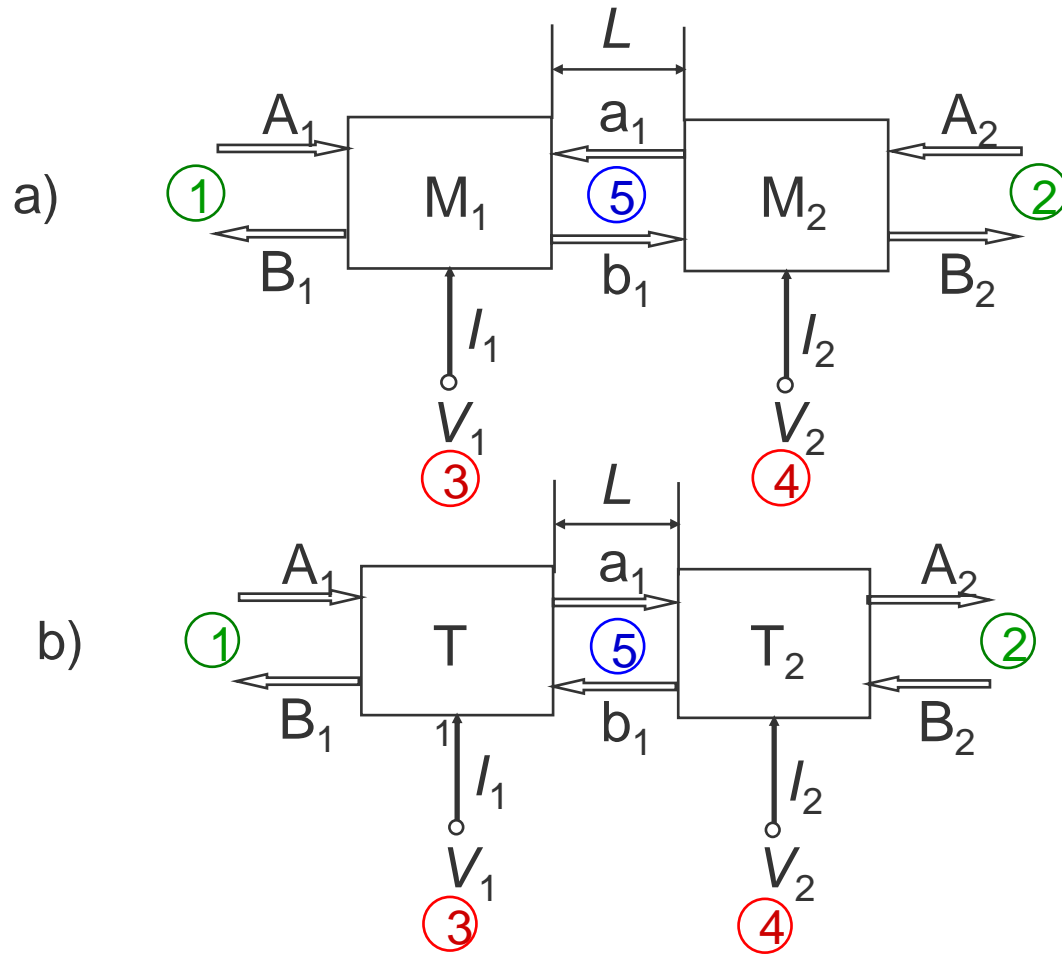 L
A₁ a₁ A₂
a) 1 M₁ 5 M₂ 2
B₁ b₁ B₂
I₁ I₂
V₁ V₂
3 4
L
A₁ a₁ A₂
b) 1 T₁ 5 T₂ 2
B₁ b₁ B₂
I₁ I₂
V₁ V₂
3 4